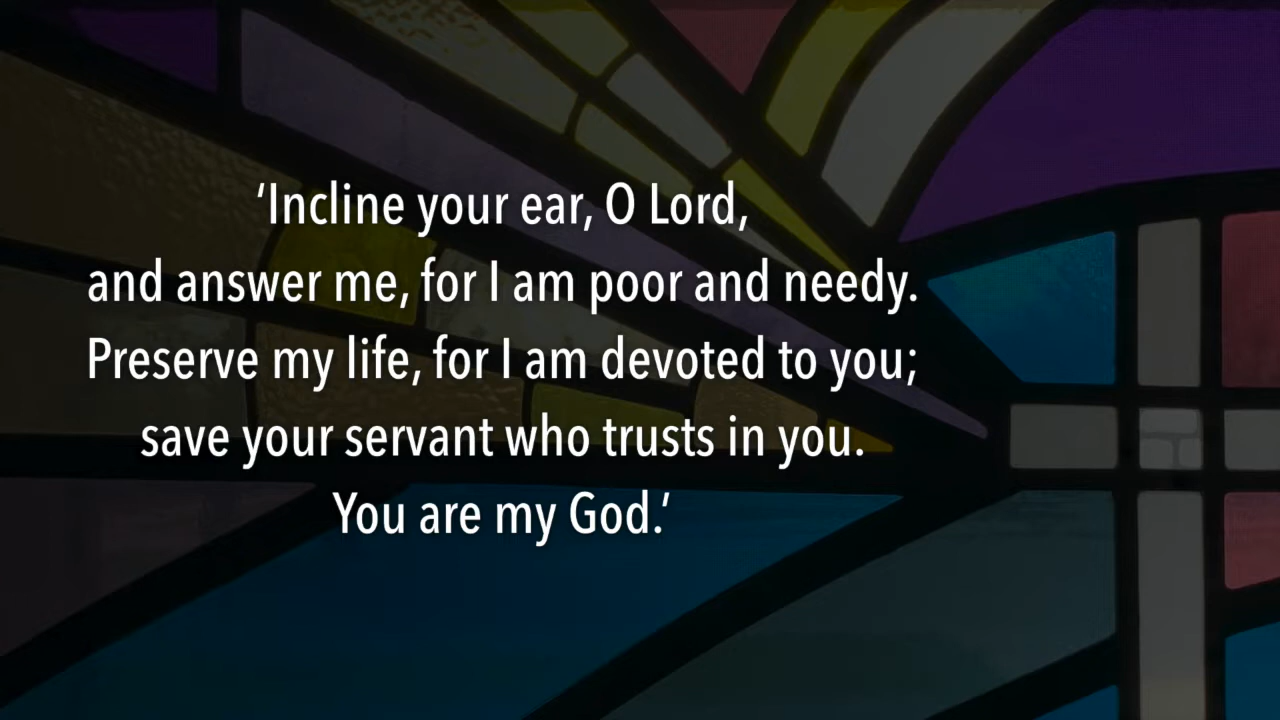 ‘Incline your ear, O Lord,
and answer me, for I am poor and needy.
Preserve my life, for I am devoted to you;
save your servant who trusts in you.
You are my God.’